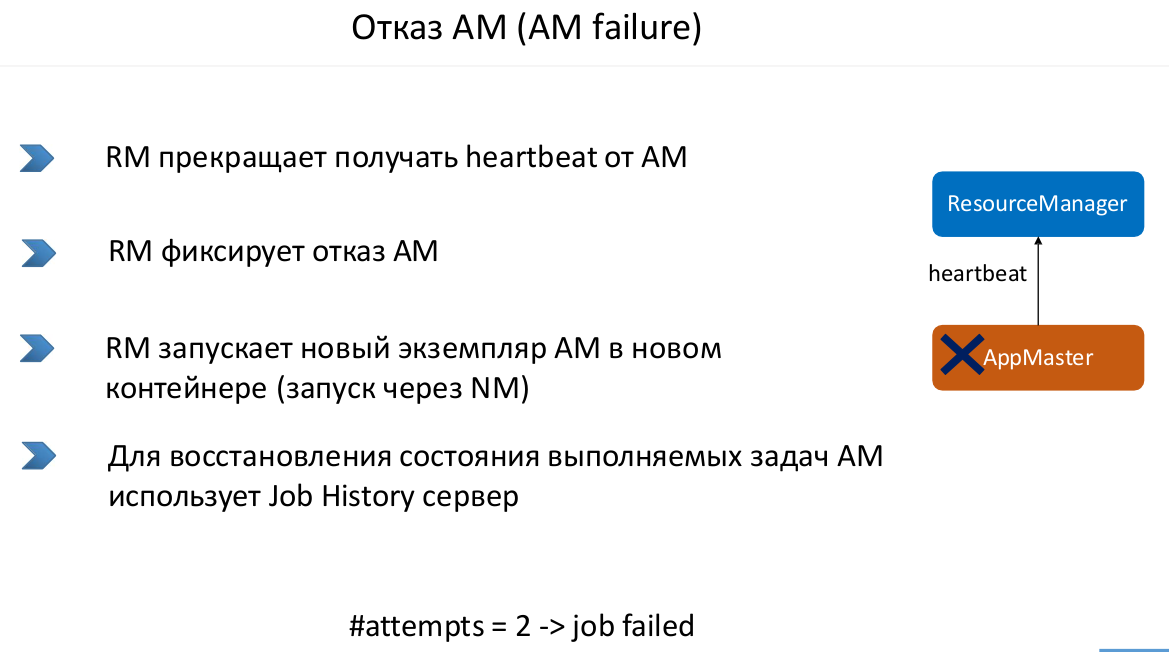 Отказ AM (AM failure)
RM прекращает получать heartbeat от AM
RM фиксирует отказ AM
RM запускает новый экземпляр AM в новом
контейнере (запуск через NM)
Для восстановления состояния выполняемых задач AM
использует Job History сервер
ResourceManager
heartbeat
AppMaster
#attempts = 2 -> job failed